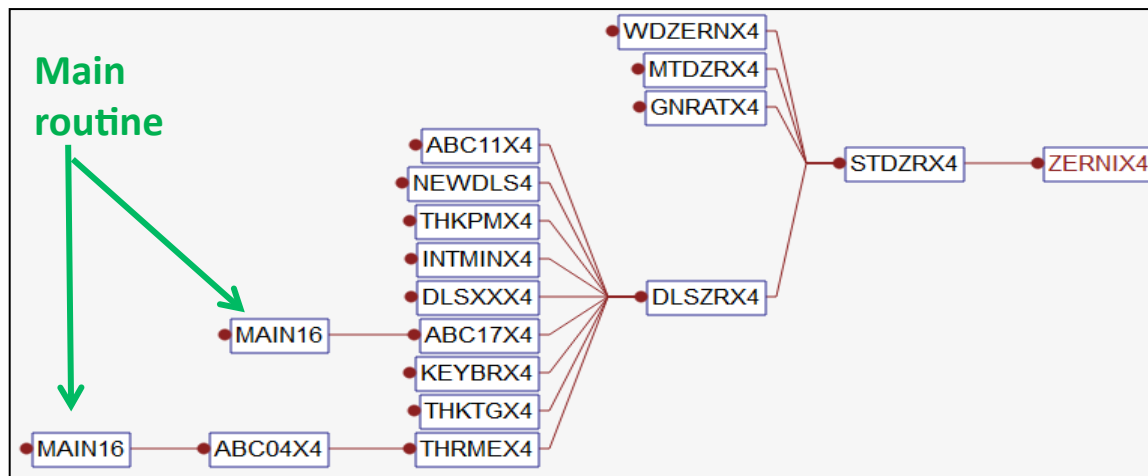 Main
routine
WDZERNX4
MTDZRX4
GNRATX4
ABC11X4
NEWDLS4
STDZRX4
ZERNIX4
THKPMX4
INTMINX4
DLSXXX4
DLSZRX4
MAIN16
ABC17X4
KEYBRX4
THKTGX4
MAIN16
ABC04X4
THRMEX4